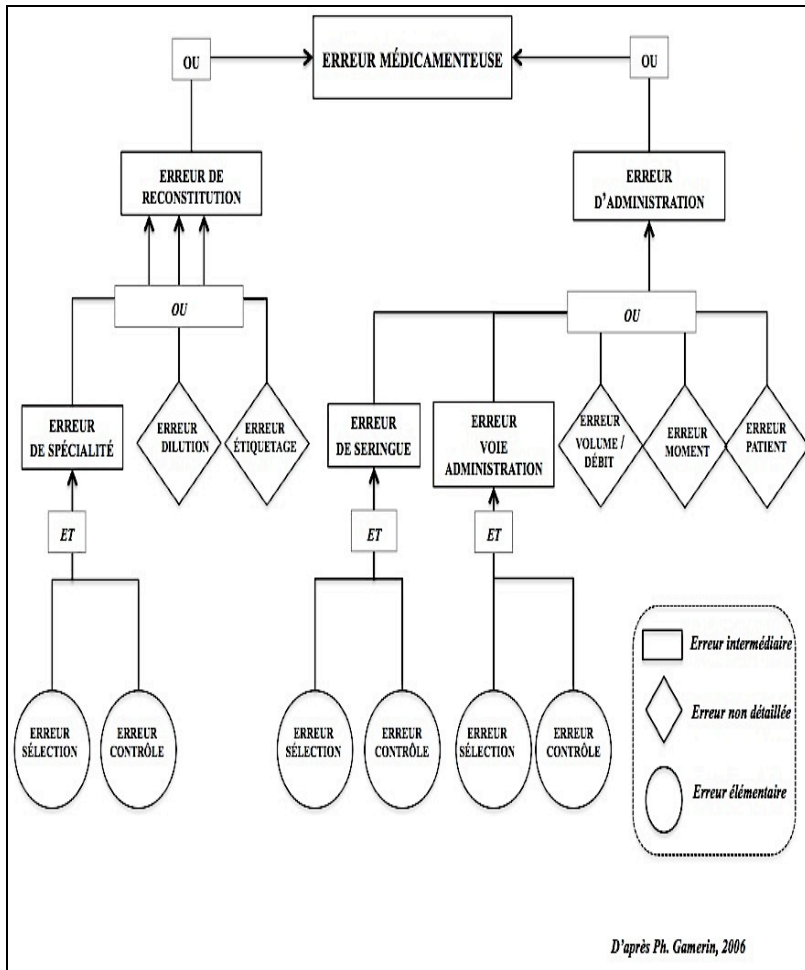 ERREUR MÉDICAMENTEUSE
OU
OU
ERREUR DE
RECONSTITUTION
ERREUR
D'ADMINISTRATION
OU
OU
ERREUR
DE SPÉCIALITÉ
ERREUR
DILUTION
ERREUR
ÉTIQUETAGE
ERREUR
DE SERINGUE
ERREUR
VOIE
ADMINISTRATION
ERREUR
VOLUME /
DÉBIT
ERREUR
MOMENT
ERREUR
PATIENT
ET
ET
ET
ERREUR
SÉLECTION
ERREUR
CONTRÔLE
ERREUR
SÉLECTION
ERREUR
CONTRÔLE
ERREUR
SÉLECTION
ERREUR
CONTRÔLE
Erreur intermédiaire
Erreur non détaillée
Erreur élémentaire
D'après Ph. Gamerin, 2006